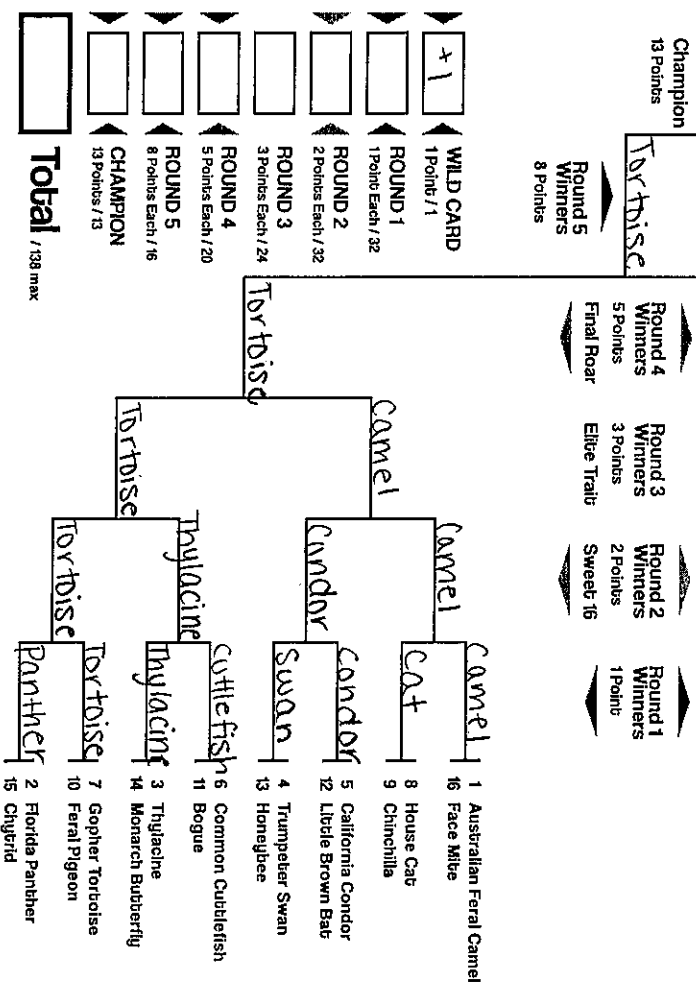 Champion
13 Points
Tortoise
Round 5
Winners
8 Points
Round 4
Winners
5 Points
Final Roar
Round 3
Winners
3 Points
Elite Trait
Round 2
Winners
2 Points
Sweet 16
Round 1
Winners
1 Point
+1
WILD CARD
1 Point / 1
ROUND 1
1 Point Each / 32
ROUND 2
2 Points Each / 32
ROUND 3
3 Points Each / 24
ROUND 4
5 Points Each / 20
ROUND 5
8 Points Each / 16
CHAMPION
13 Points / 13
Total / 138 max
Tortoise
Camel
Tortoise
Camel
Condor
Thylacine
Tortoise
Camel
Cat
Condor
Swan
Cuttlefish
Thylacine
Tortoise
Panther
1 Australian Feral Camel
16 Face Mite
8 House Cat
9 Chinchilla
5 California Condor
12 Little Brown Bat
4 Trumpeter Swan
13 Honeybee
6 Common Cuttlefish
11 Bogue
3 Thylacine
14 Monarch Butterfly
7 Gopher Tortoise
10 Feral Pigeon
2 Florida Panther
15 Chytrid